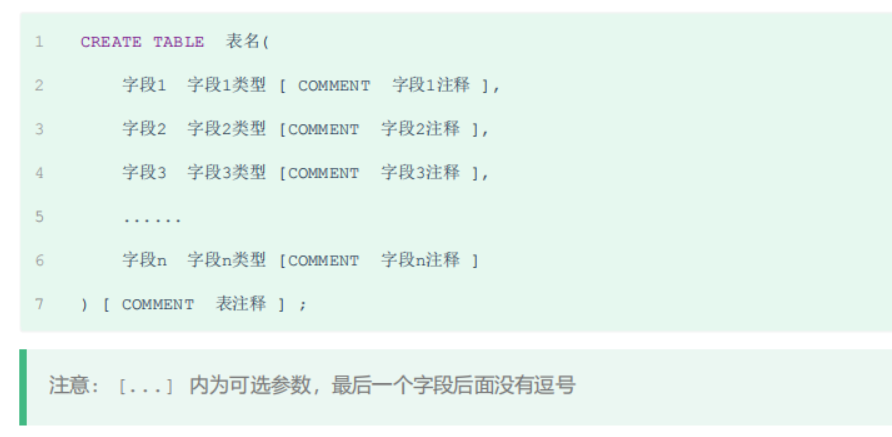 1 CREATE TABLE 表名(
2 字段1 字段1类型 [ COMMENT 字段1注释 ],
3 字段2 字段2类型 [COMMENT 字段2注释 ],
4 字段3 字段3类型 [COMMENT 字段3注释 ],
5 ......
6 字段n 字段n类型 [COMMENT 字段n注释 ]
7 ) [ COMMENT 表注释 ] ;
注意: [...] 内为可选参数，最后一个字段后面没有逗号